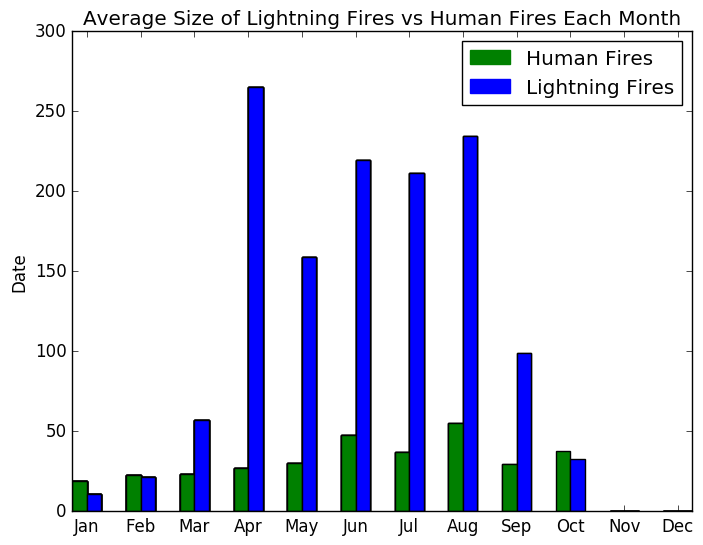 Average Size of Lightning Fires vs Human Fires Each Month
300
250
200
150
100
50
0
Date
Human Fires
Lightning Fires
Jan Feb Mar Apr May Jun Jul Aug Sep Oct Nov Dec